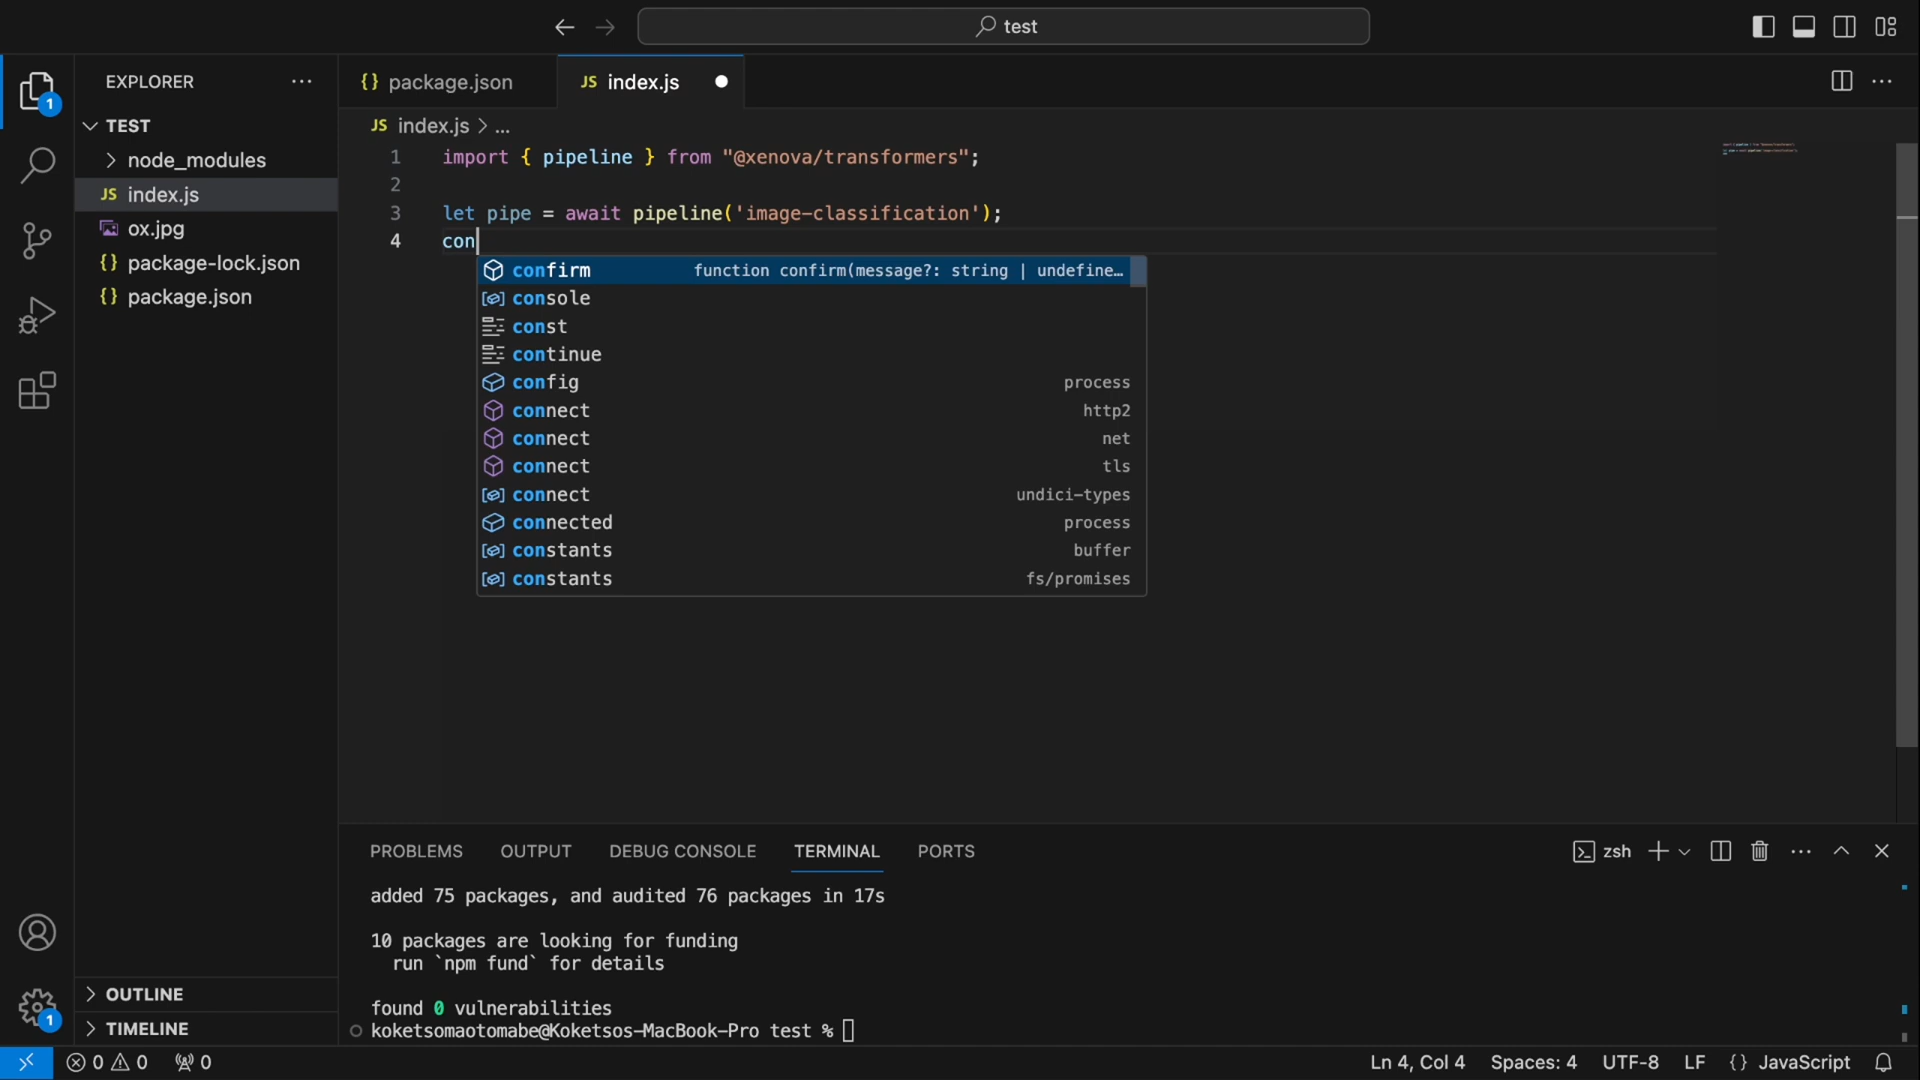 test
EXPLORER
TEST
node_modules
JS index.js
ox.jpg
{} package-lock.json
{} package.json
OUTLINE
TIMELINE
1
1
{} package.json
JS index.js
JS index.js > ...
1 import { pipeline } from "@xenova/transformers";
2
3 let pipe = await pipeline('image-classification');
4 con
confirm function confirm(message?: string | undefine…
console
const
continue
config process
connect http2
connect net
connect tls
connect undici-types
connected process
constants buffer
constants fs/promises
PROBLEMS OUTPUT DEBUG CONSOLE TERMINAL PORTS zsh
added 75 packages, and audited 76 packages in 17s
10 packages are looking for funding
run `npm fund` for details
found 0 vulnerabilities
koketsomaotomabe@Koketsos-MacBook-Pro test %
0 0 0 Ln 4, Col 4 Spaces: 4 UTF-8 LF {} JavaScript